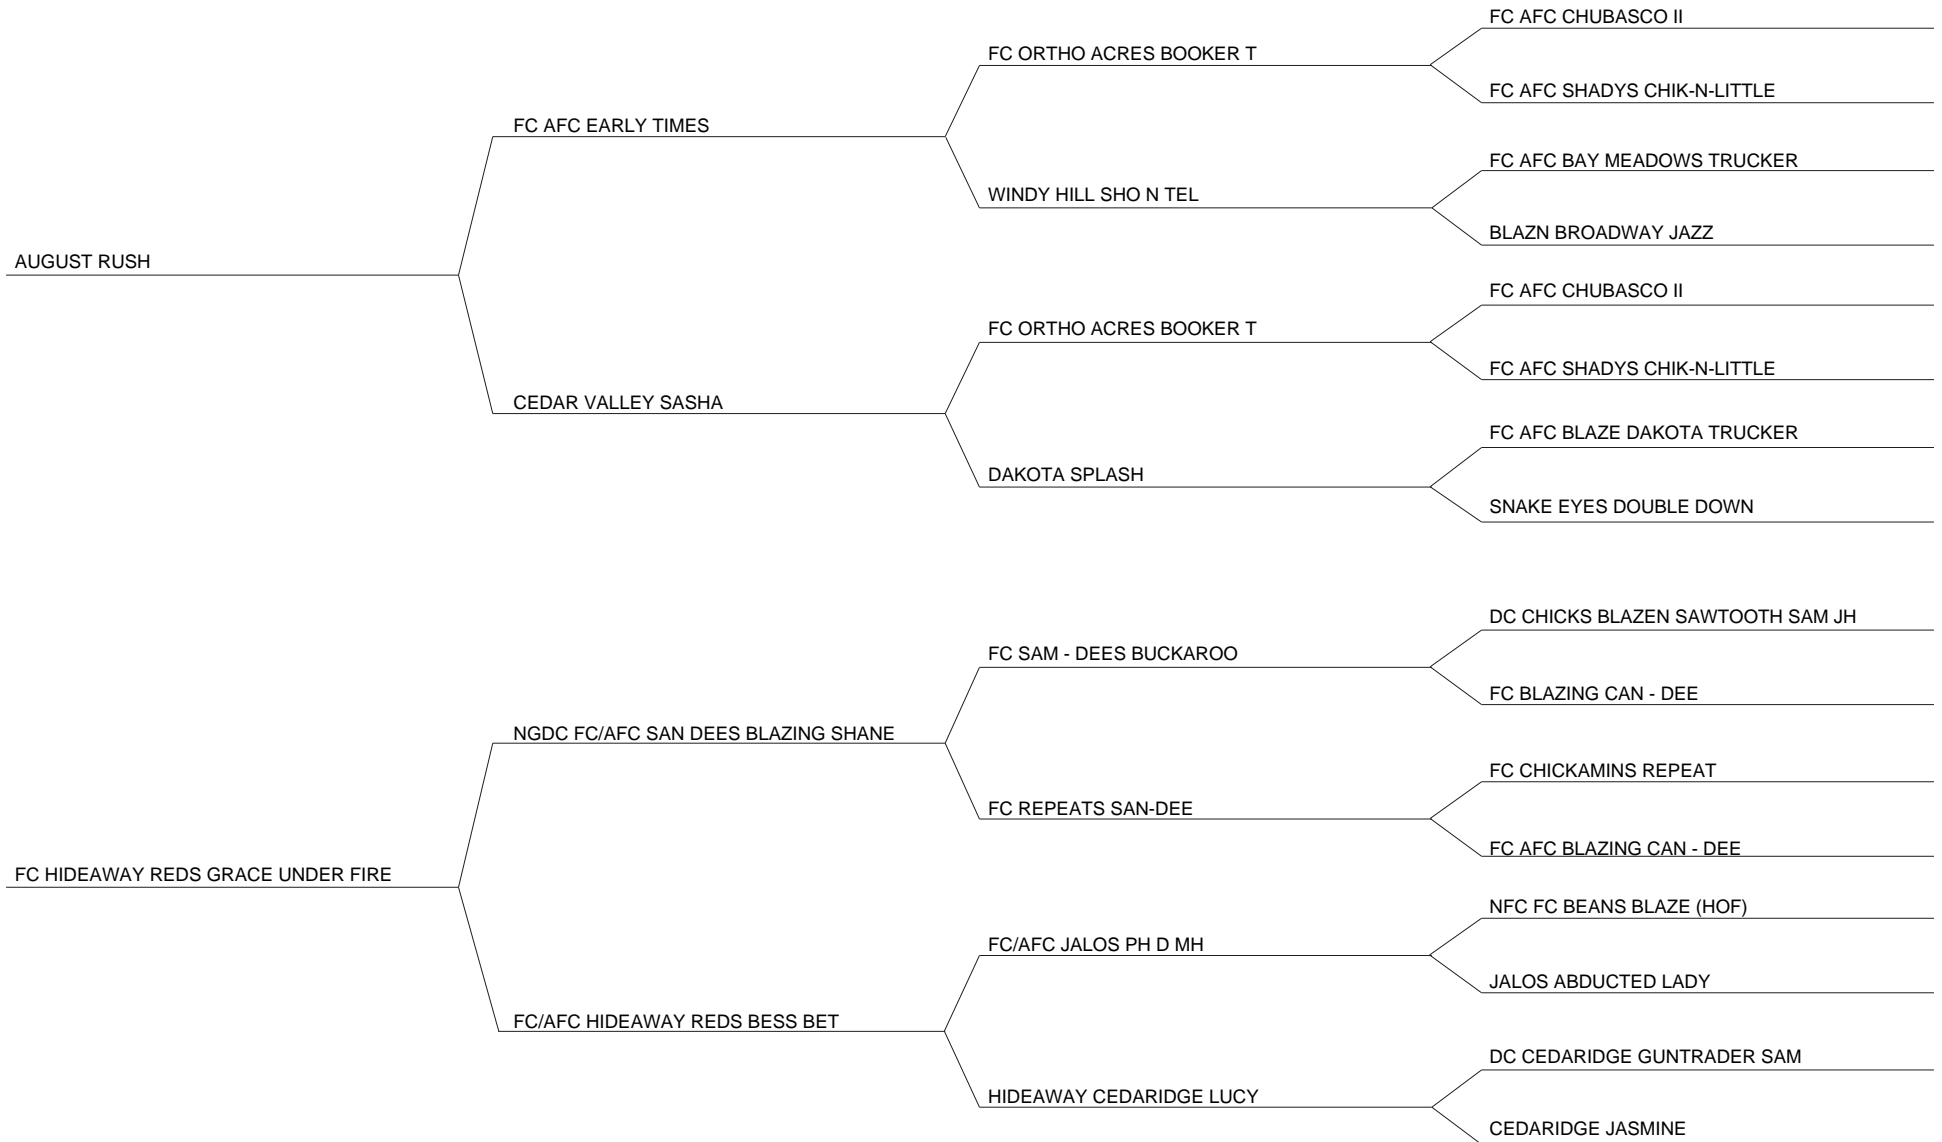 FC AFC CHUBASCO II
FC ORTHO ACRES BOOKER T
FC AFC SHADYS CHIK-N-LITTLE
FC AFC EARLY TIMES
FC AFC BAY MEADOWS TRUCKER
WINDY HILL SHO N TEL
BLAZN BROADWAY JAZZ
AUGUST RUSH
FC AFC CHUBASCO II
FC ORTHO ACRES BOOKER T
FC AFC SHADYS CHIK-N-LITTLE
CEDAR VALLEY SASHA
FC AFC BLAZE DAKOTA TRUCKER
DAKOTA SPLASH
SNAKE EYES DOUBLE DOWN
DC CHICKS BLAZEN SAWTOOTH SAM JH
FC SAM - DEES BUCKAROO
FC BLAZING CAN - DEE
NGDC FC/AFC SAN DEES BLAZING SHANE
FC CHICKAMINS REPEAT
FC REPEATS SAN-DEE
FC AFC BLAZING CAN - DEE
FC HIDEAWAY REDS GRACE UNDER FIRE
NFC FC BEANS BLAZE (HOF)
FC/AFC JALOS PH D MH
JALOS ABDUCTED LADY
FC/AFC HIDEAWAY REDS BESS BET
DC CEDARIDGE GUNTRADER SAM
HIDEAWAY CEDARIDGE LUCY
CEDARIDGE JASMINE